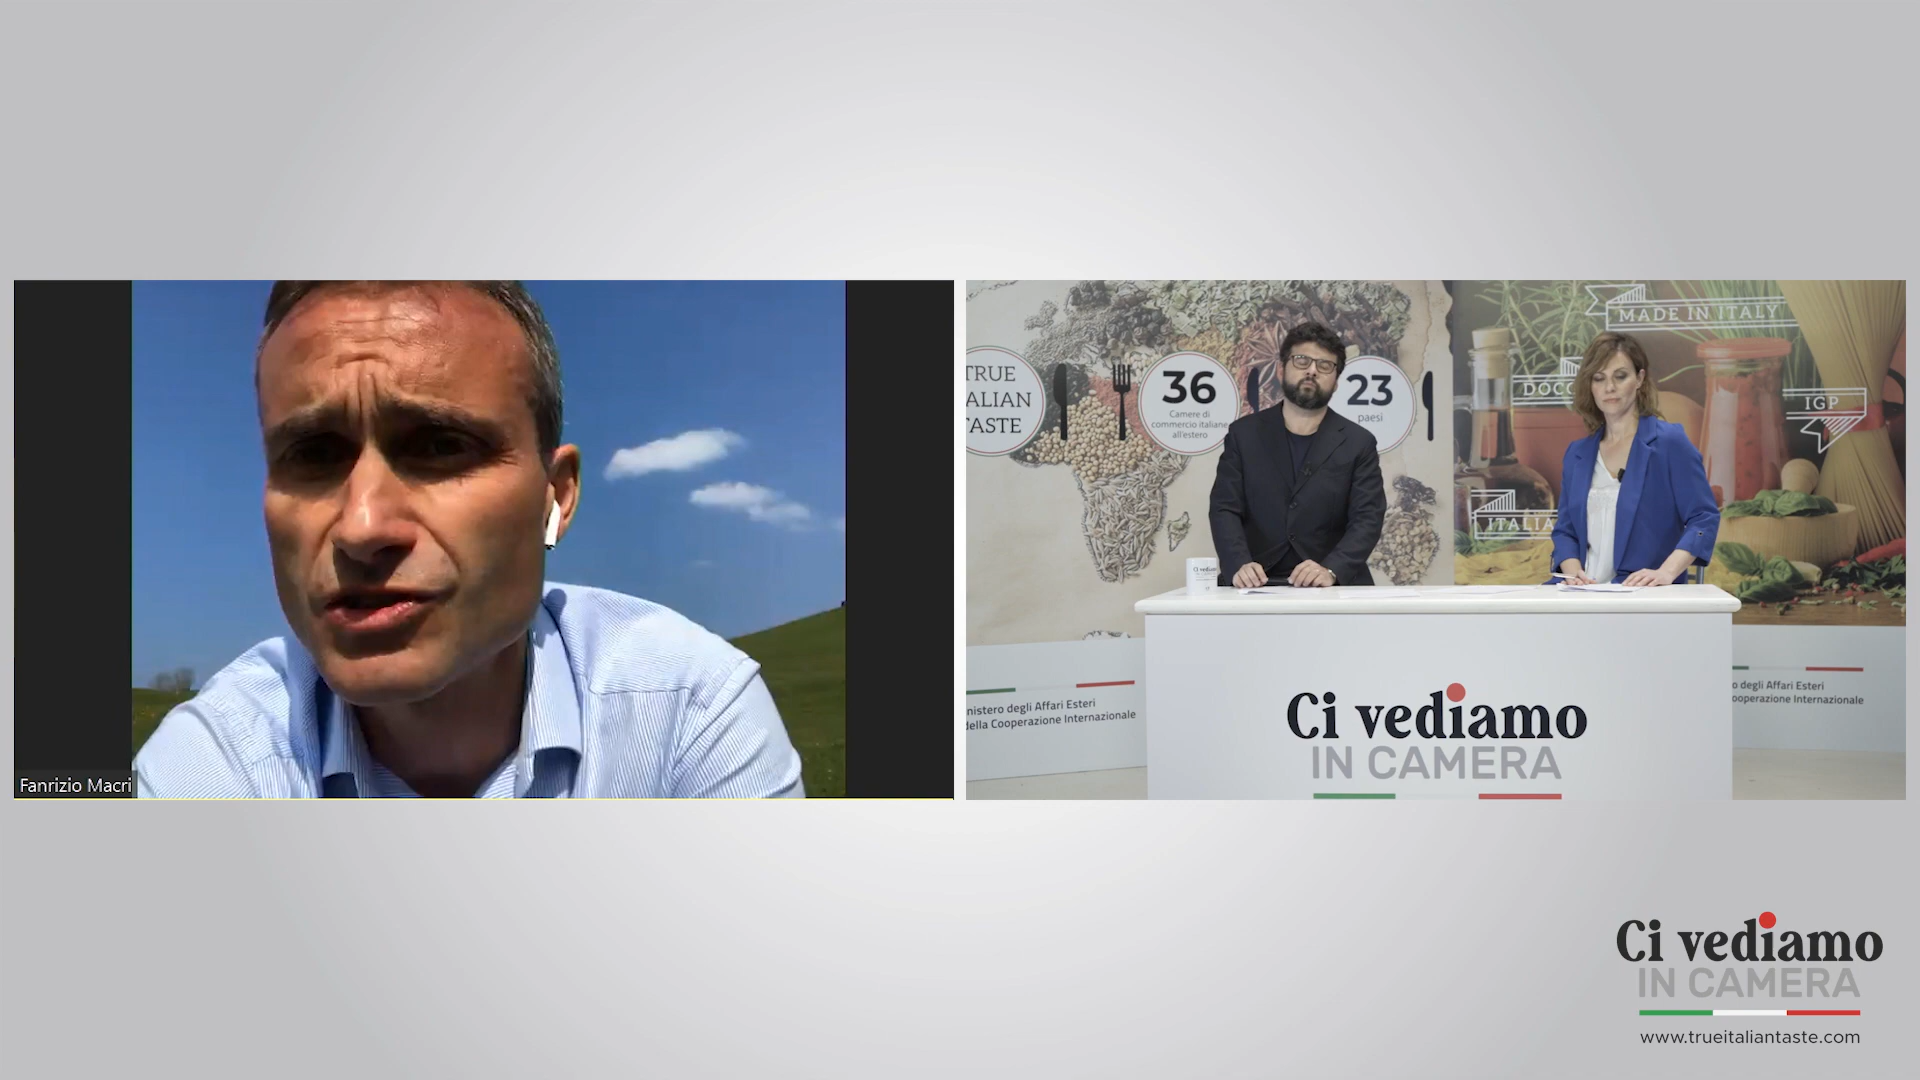 Fanrizio Macri
TRUE
ALIAN
TASTE
36
Camere di
commercio italiane
all'estero
23
paesi
MADE IN ITALY
DOCG
IGP
ITALIA
Ci vediamo
nistero degli Affari Esteri
della Cooperazione Internazionale
o degli Affari Esteri
ooperazione Internazionale
Ci vediamo
IN CAMERA
Ci vediamo
IN CAMERA
www.trueitaliantaste.com